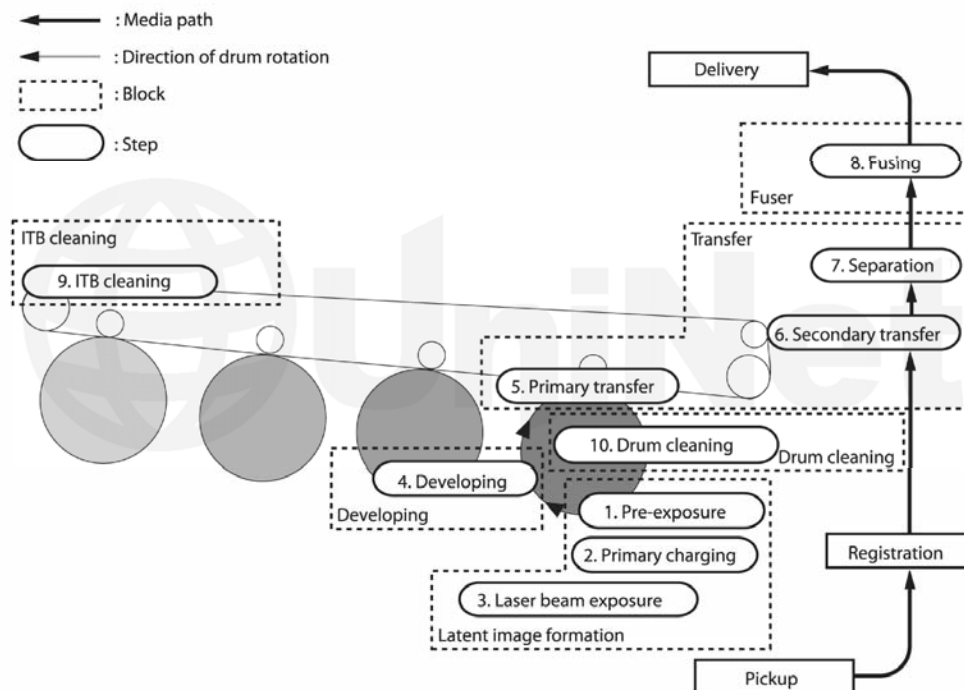 : Media path
: Direction of drum rotation
: Block
: Step
Delivery
8. Fusing
Fuser
Transfer
ITB cleaning
9. ITB cleaning
7. Separation
6. Secondary transfer
5. Primary transfer
10. Drum cleaning
Drum cleaning
4. Developing
Developing
1. Pre-exposure
2. Primary charging
3. Laser beam exposure
Latent image formation
Registration
Pickup
UniNet